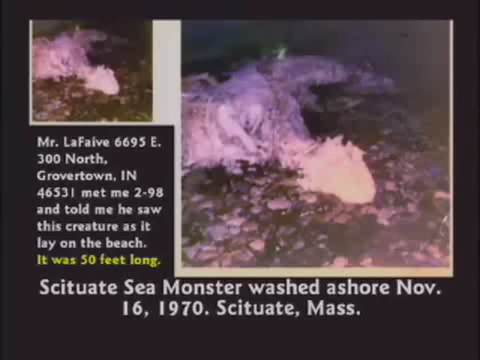 Mr. LaFaive 6695 E.
300 North,
Grovertown, IN
46531 met me 2-98
and told me he saw
this creature as it
lay on the beach.
It was 50 feet long.
Scituate Sea Monster washed ashore Nov.
16, 1970. Scituate, Mass.